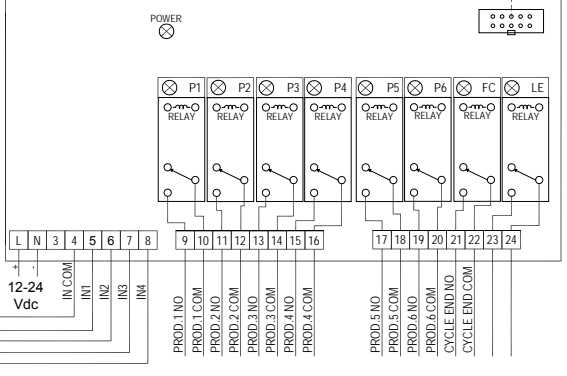 POWER
P1 P2 P3 P4 P5 P6 FC LE
RELAY RELAY RELAY RELAY RELAY RELAY RELAY RELAY
L N 3 4 5 6 7 8 9 10 11 12 13 14 15 16 17 18 19 20 21 22 23 24
+ -
12-24
Vdc
IN COM
IN1
IN2
IN3
IN4
PROD.1 NO
PROD.1 COM
PROD.2 NO
PROD.2 COM
PROD.3 NO
PROD.3 COM
PROD.4 NO
PROD.4 COM
PROD.5 NO
PROD.5 COM
PROD.6 NO
PROD.6 COM
CYCLE END NO
CYCLE END COM